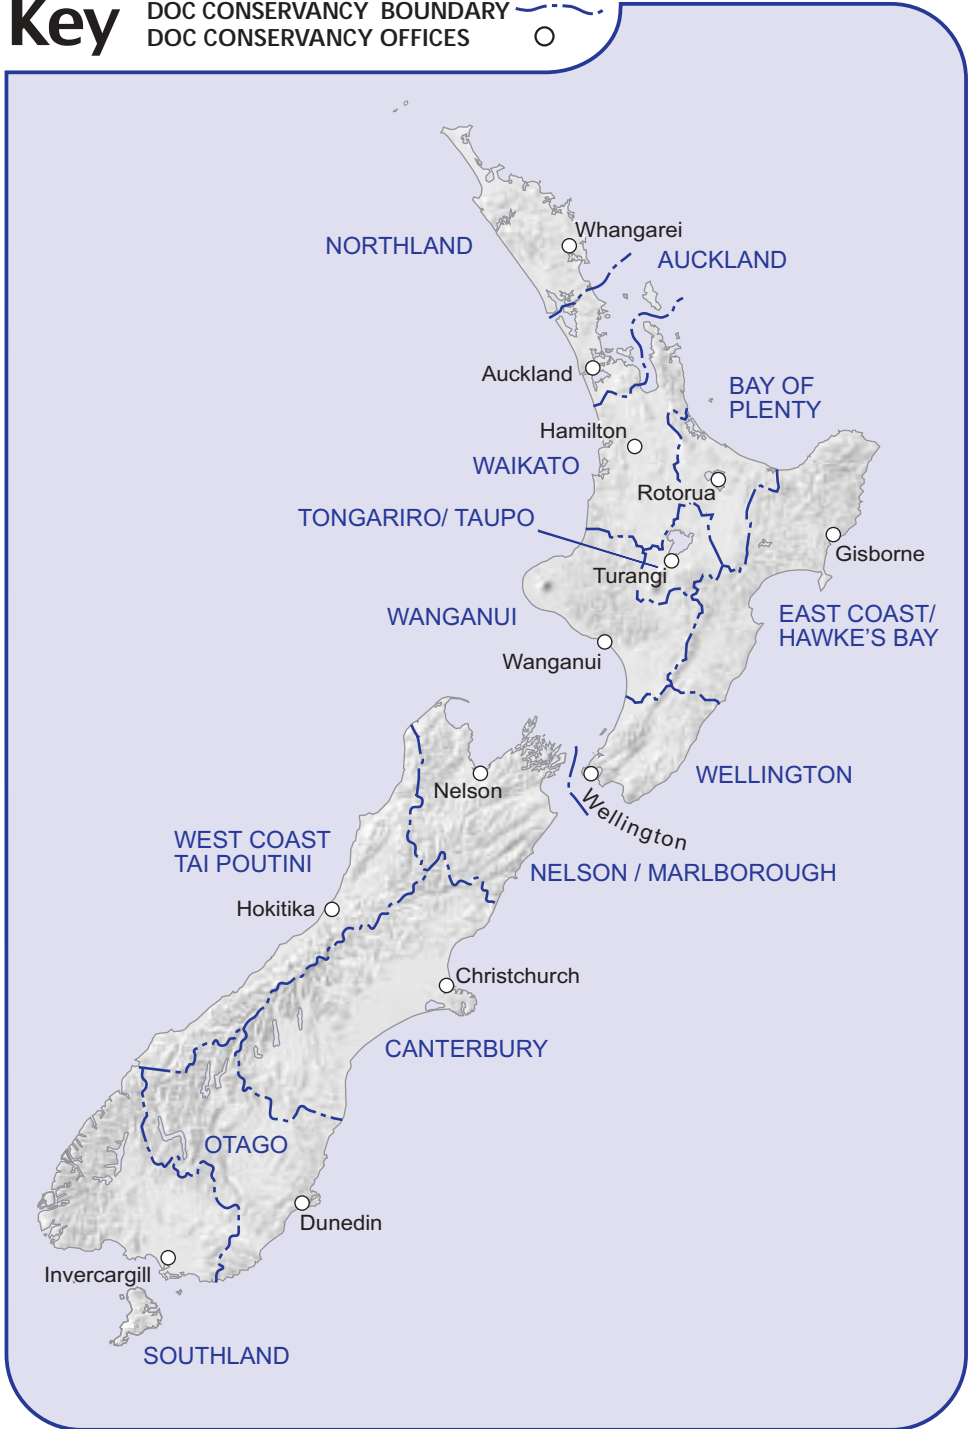 Key
DOC CONSERVANCY BOUNDARY
DOC CONSERVANCY OFFICES
Whangarei
NORTHLAND
AUCKLAND
Auckland
BAY OF
PLENTY
Hamilton
WAIKATO
Rotorua
TONGARIRO/ TAUPO
Gisborne
Turangi
WANGANUI
EAST COAST/
HAWKE'S BAY
Wanganui
WELLINGTON
Nelson
Wellington
WEST COAST
TAI POUTINI
NELSON / MARLBOROUGH
Hokitika
Christchurch
CANTERBURY
OTAGO
Dunedin
Invercargill
SOUTHLAND